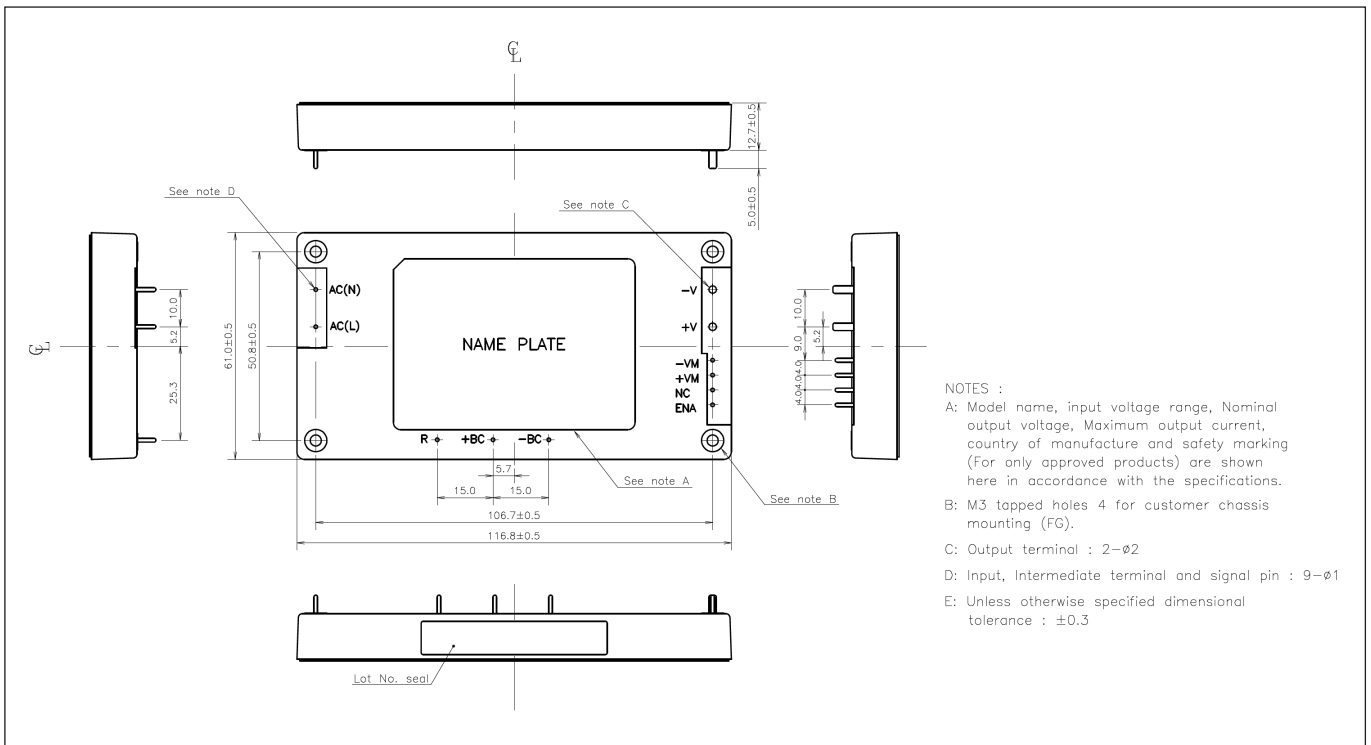 ℄
12.7±0.5
5.0±0.5
See note D
See note C
℄
10.0
5.2
25.3
61.0±0.5
50.8±0.5
AC(N)
AC(L)
NAME PLATE
-V
+V
-VM
+VM
NC
ENA
R
+BC
-BC
10.0
5.2
9.0
4.0
4.0
4.0
5.7
15.0
15.0
See note A
See note B
106.7±0.5
116.8±0.5
Lot No. seal
NOTES :
A: Model name, input voltage range, Nominal
output voltage, Maximum output current,
country of manufacture and safety marking
(For only approved products) are shown
here in accordance with the specifications.
B: M3 tapped holes 4 for customer chassis
mounting (FG).
C: Output terminal : 2-ø2
D: Input, Intermediate terminal and signal pin : 9-ø1
E: Unless otherwise specified dimensional
tolerance : ±0.3